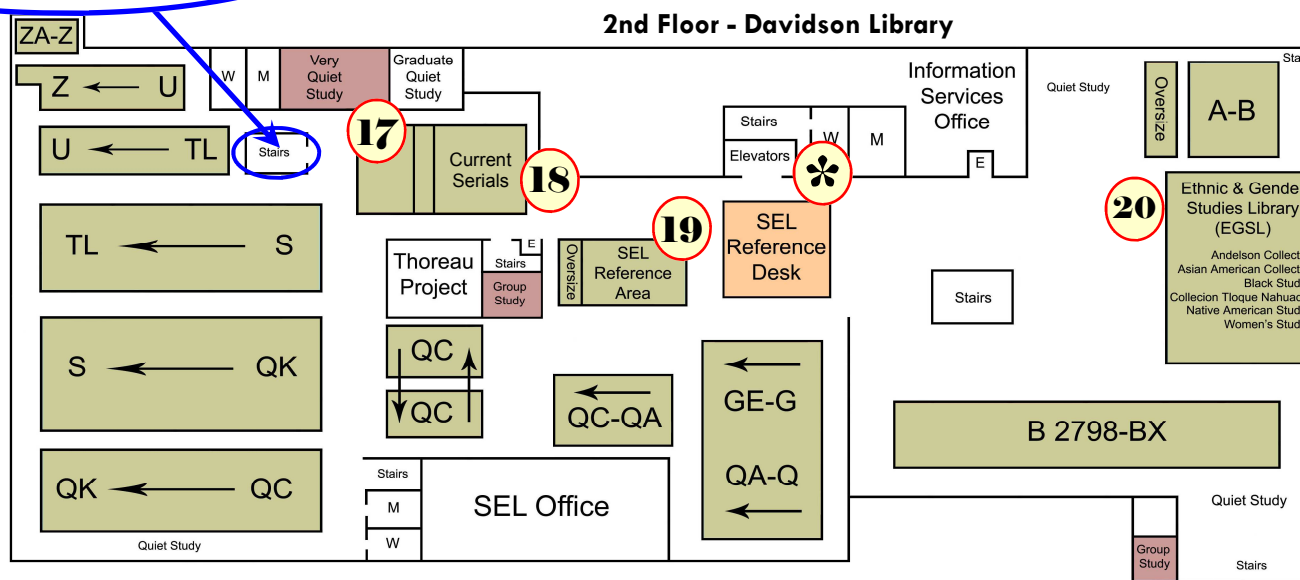 2nd Floor - Davidson Library
ZA-Z
Z U
U TL
Stairs
TL S
S QK
QK QC
Quiet Study
W
M
Very
Quiet
Study
Graduate
Quiet
Study
17
Current
Serials
18
Stairs
Elevators
W
M
*
Information
Services
Office
E
Quiet Study
Oversize
A-B
Sta
20
Ethnic & Gende
Studies Library
(EGSL)
Andelson Collect
Asian American Collect
Black Stud
Collecion Tloque Nahuac
Native American Stud
Women's Stud
Thoreau
Project
E
Stairs
Group
Study
Oversize
SEL
Reference
Area
19
SEL
Reference
Desk
Stairs
QC
QC
QC-QA
GE-G
QA-Q
B 2798-BX
Stairs
M
W
SEL Office
Quiet Study
Group
Study
Stairs